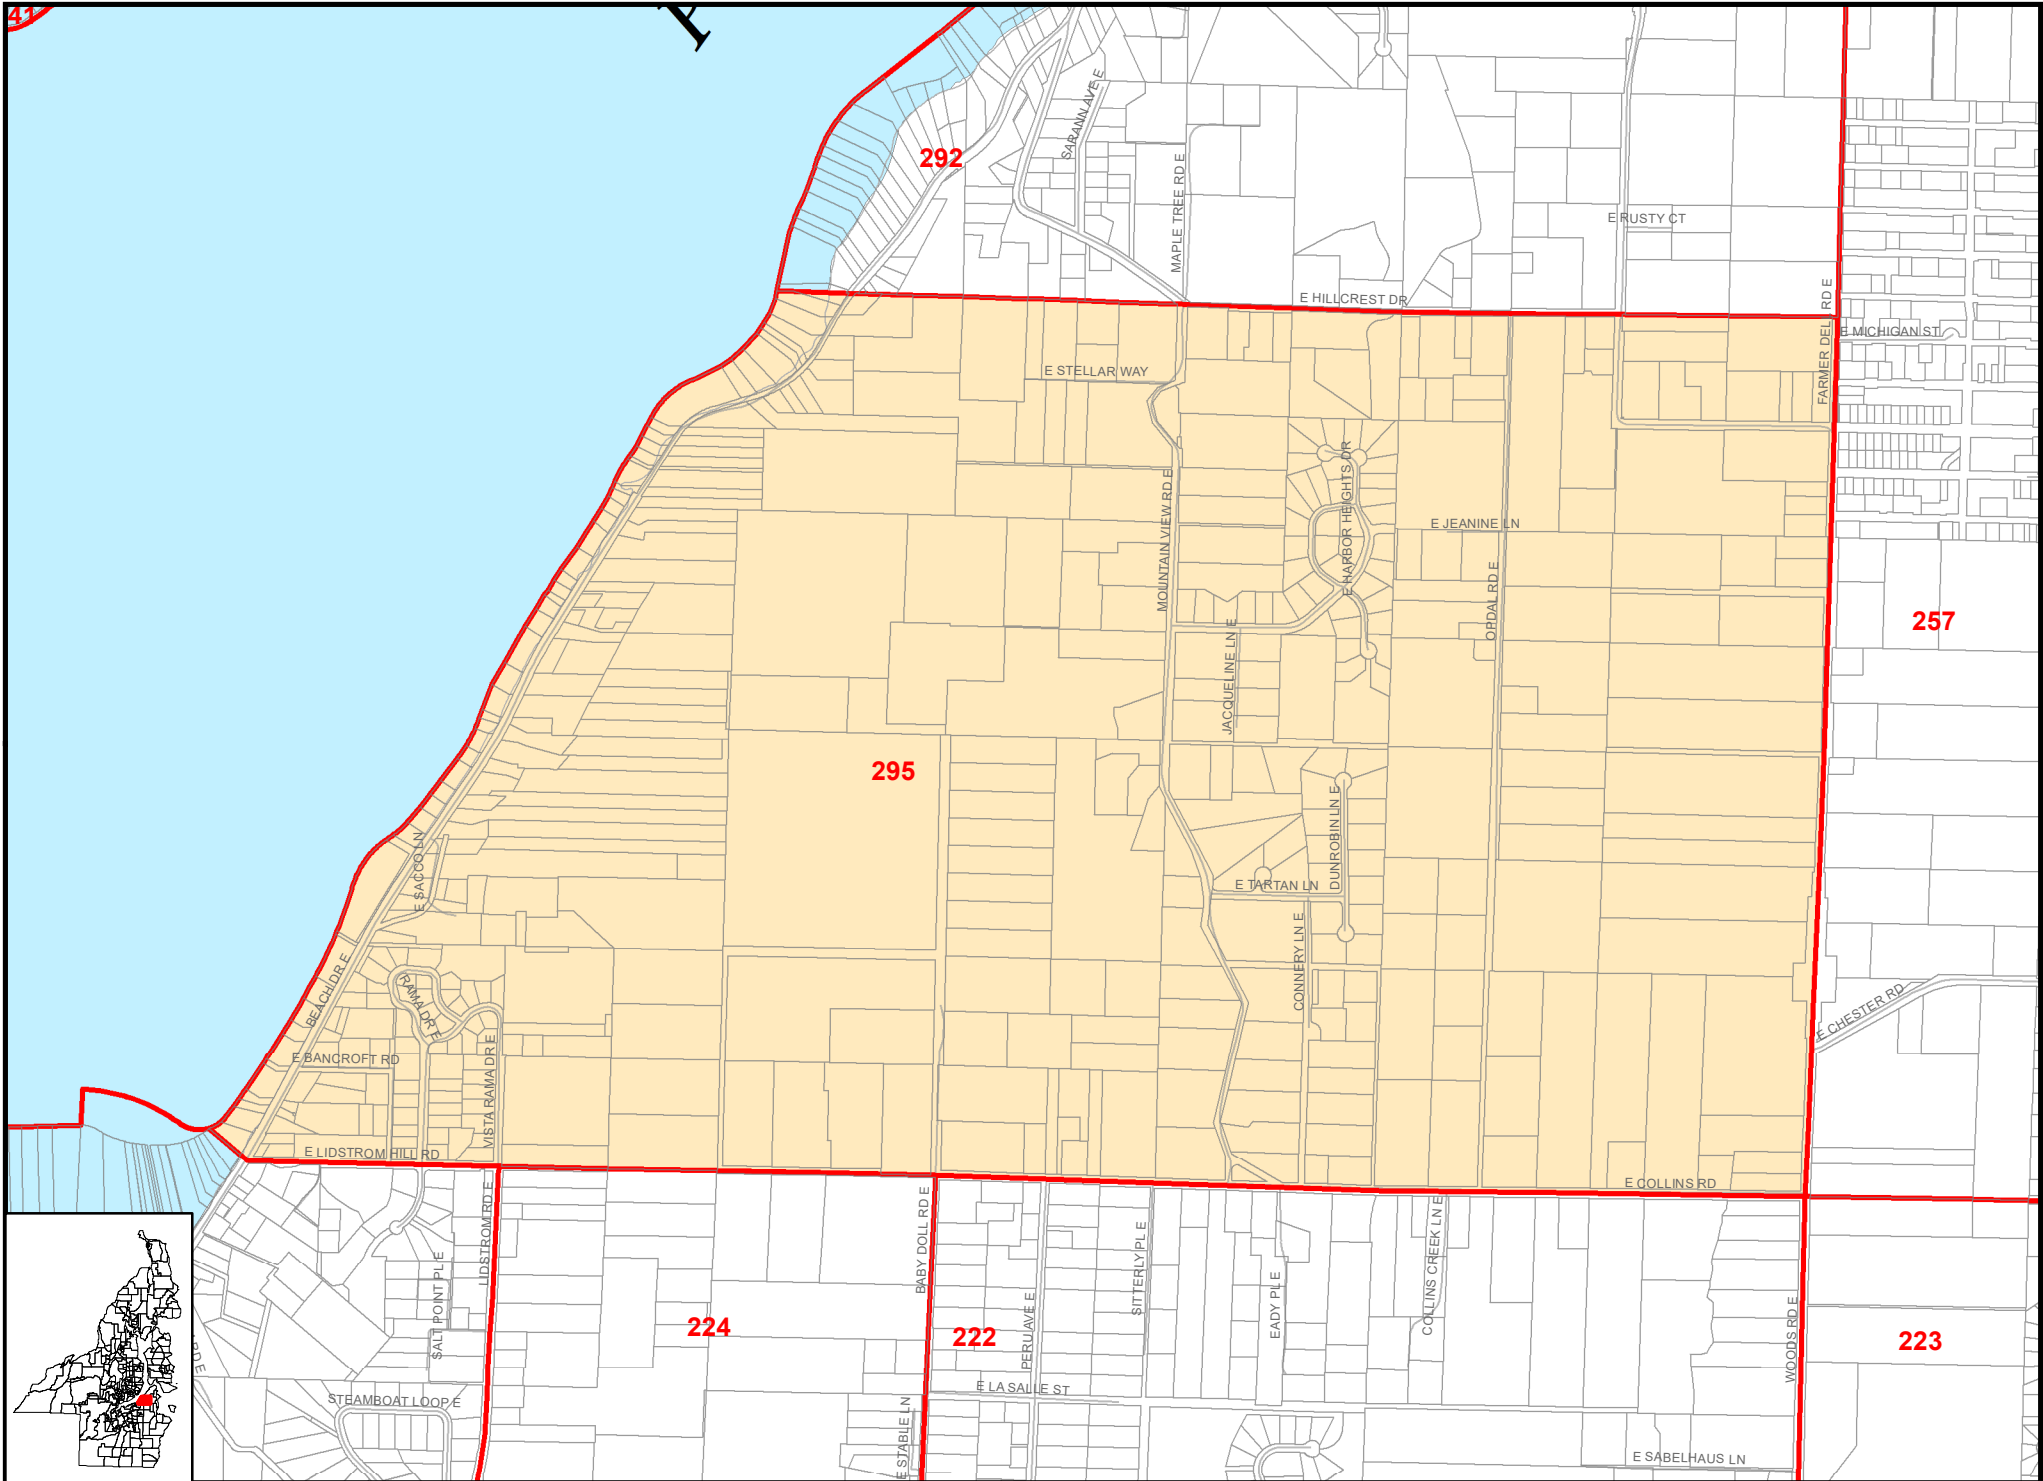 41
292
SARANN AVE E
MAPLE TREE RD E
E RUSTY CT
E HILLCREST DR
FARMER DELL RD E
E MICHIGAN ST
E STELLAR WAY
MOUNTAIN VIEW RD E
E HARBOR HEIGHTS DR
E JEANINE LN
OPDAL RD E
257
JACQUELINE LN E
295
DUNROBIN LN E
E SACCO LN
E TARTAN LN
CONNERY LN E
BEACH DR E
RAMA DR E
E CHESTER RD
E BANCROFT RD
VISTA RAMA DR E
E LIDSTROM HILL RD
E COLLINS RD
LIDSTROM RD E
BABY DOLL RD E
SITTERLY PL E
COLLINS CREEK LN E
SALT POINT PL E
EADY PL E
PERU AVE E
WOODS RD E
224
222
223
RD E
E LA SALLE ST
STEAMBOAT LOOP E
E STABLE LN
E SABELHAUS LN